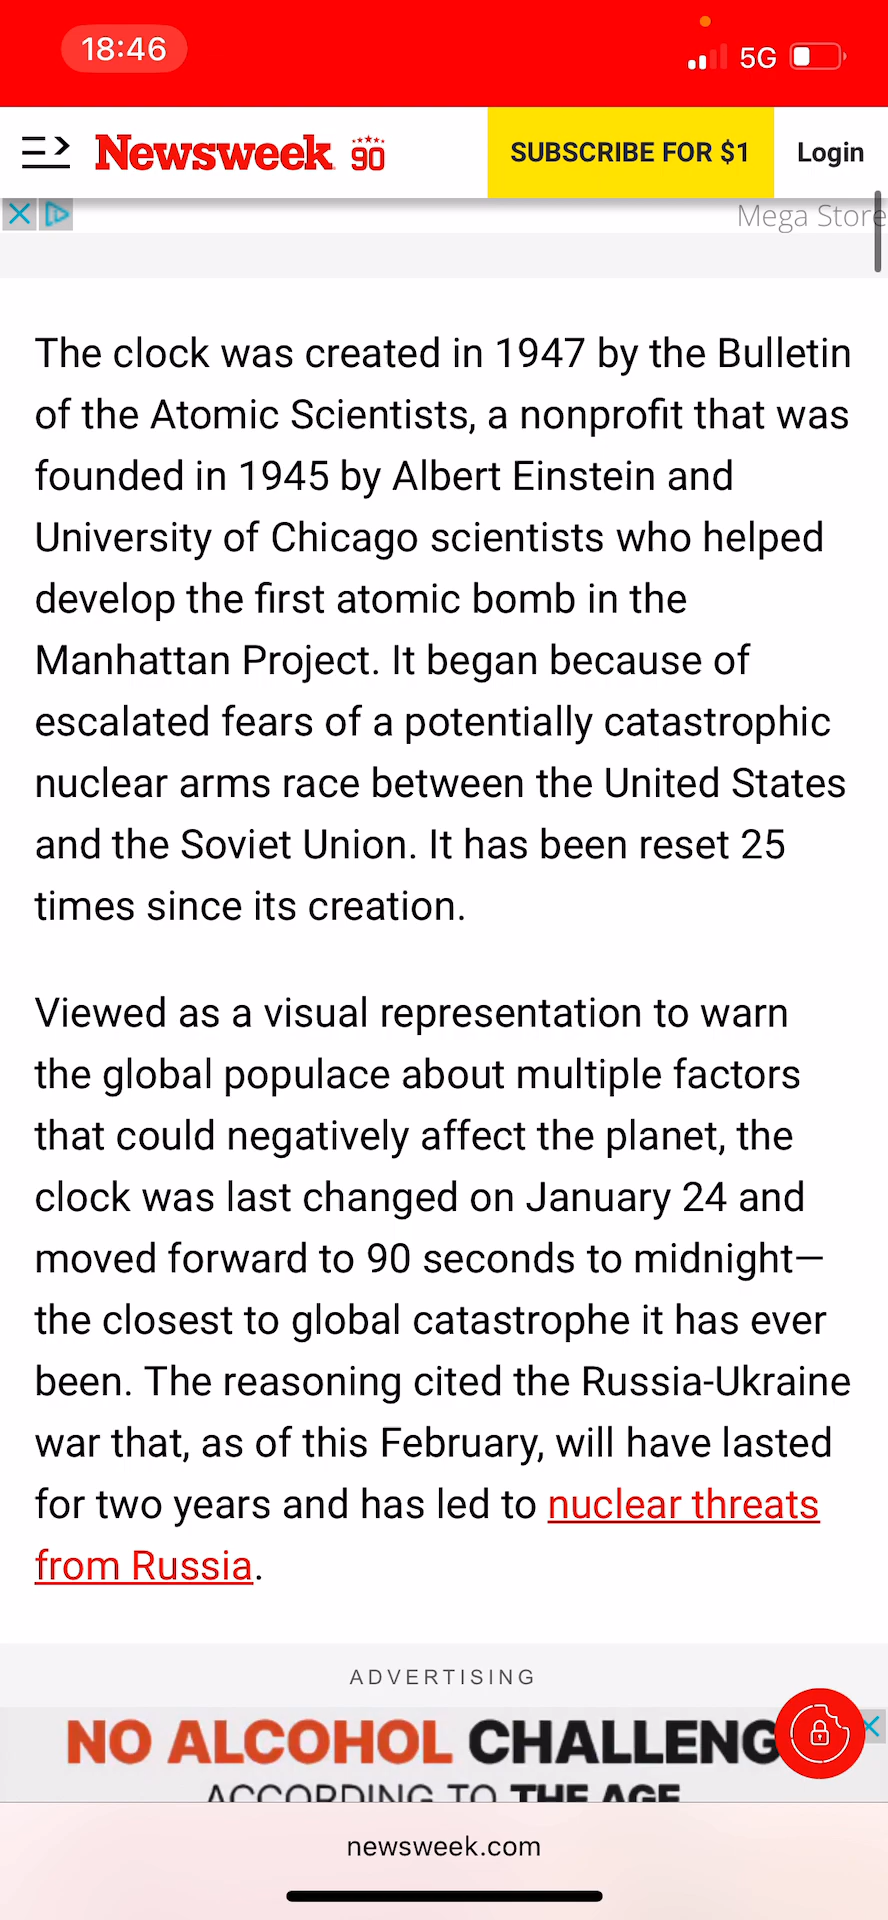 18:46
5G
Newsweek 90
SUBSCRIBE FOR $1
Login
Mega Store
The clock was created in 1947 by the Bulletin
of the Atomic Scientists, a nonprofit that was
founded in 1945 by Albert Einstein and
University of Chicago scientists who helped
develop the first atomic bomb in the
Manhattan Project. It began because of
escalated fears of a potentially catastrophic
nuclear arms race between the United States
and the Soviet Union. It has been reset 25
times since its creation.
Viewed as a visual representation to warn
the global populace about multiple factors
that could negatively affect the planet, the
clock was last changed on January 24 and
moved forward to 90 seconds to midnight—
the closest to global catastrophe it has ever
been. The reasoning cited the Russia-Ukraine
war that, as of this February, will have lasted
for two years and has led to nuclear threats
from Russia.
ADVERTISING
NO ALCOHOL CHALLENG
ACCORDING TO THE AGE
newsweek.com